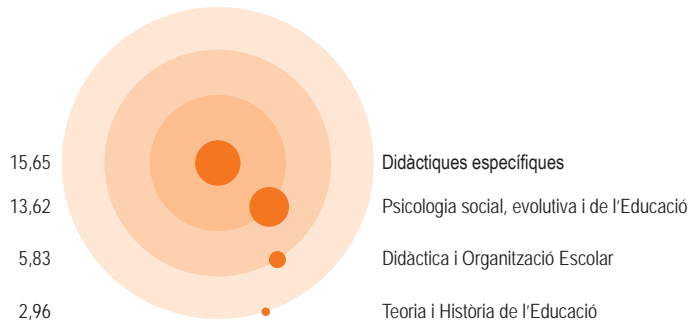 15,65 Didàctiques específiques
13,62 Psicologia social, evolutiva i de l’Educació
5,83 Didàctica i Organització Escolar
2,96 Teoria i Història de l’Educació